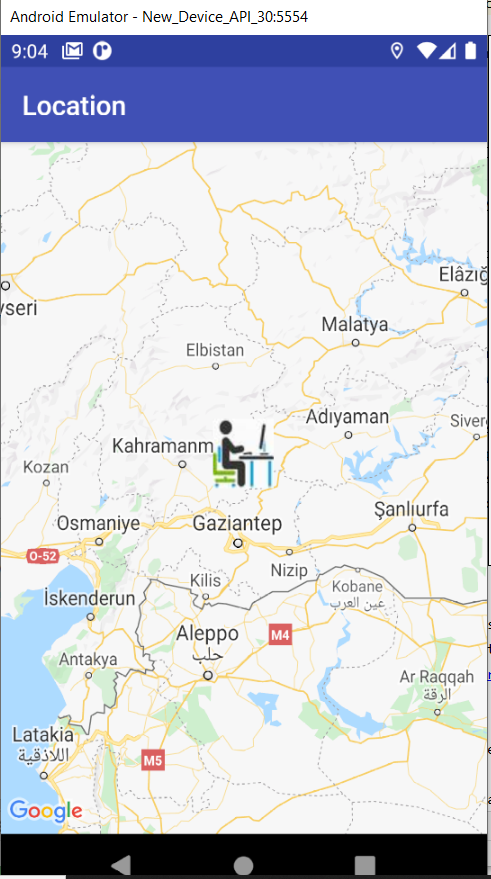 Android Emulator - New_Device_API_30:5554
9:04
Location
Elâzığ
yseri
Malatya
Elbistan
Adıyaman
Siver
Kahramanm
Kozan
Şanlıurfa
Osmaniye
Gaziantep
O-52
Nizip
Kilis
Kobane
عين العرب
İskenderun
Aleppo
حلب
M4
Antakya
Ar Raqqah
الرقة
Latakia
اللاذقية
M5
Google